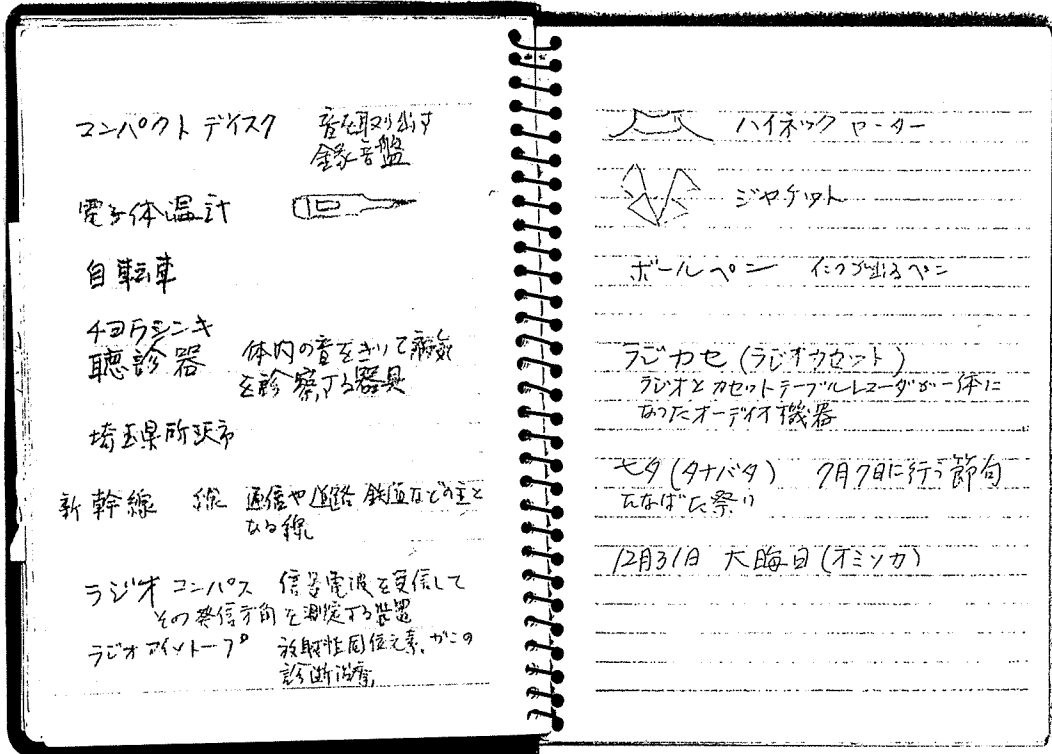 コンパクト ディスク 音を取り出す
録音盤
電子体温計
自転車
チョウシンキ
聴診器 体内の音をきいて病気
を診察する器具
埼玉県所沢市
新幹線 線 通信や道路 鉄道などの主と
なる線
ラジオ コンパス 信号電波を受信して
その発信方角を測定する装置
ラジオアイソトープ 放射性同位元素、がんの
診断治療
ハイネック セーター
ジャケット
ボールペン インクが出るペン
ラジカセ (ラジオカセット)
ラジオとカセットテープレコーダが一体に
なったオーディオ機器
七夕 (タナバタ) 7月7日に行う節句
たなばた祭り
12月31日 大晦日 (オミソカ)